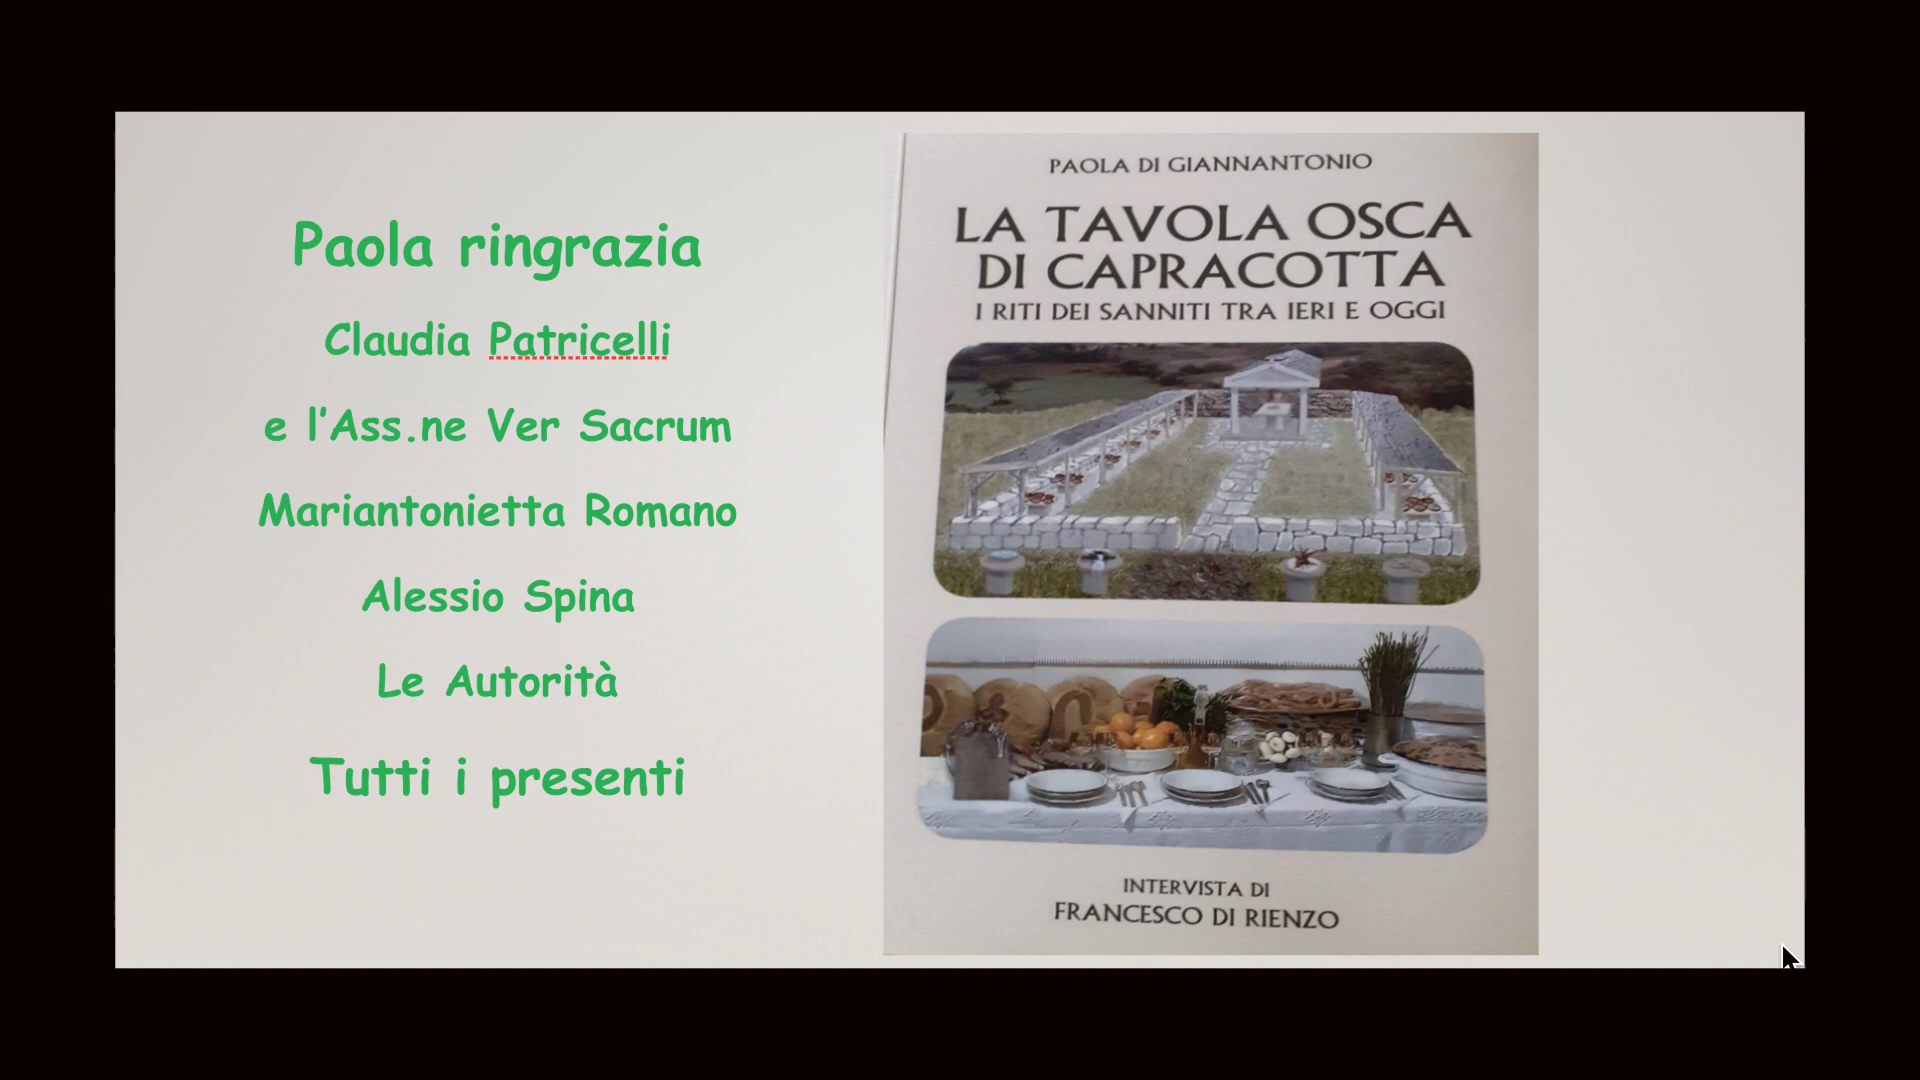 Paola ringrazia
Claudia Patricelli
e l'Ass.ne Ver Sacrum
Mariantonietta Romano
Alessio Spina
Le Autorità
Tutti i presenti
PAOLA DI GIANNANTONIO
LA TAVOLA OSCA
DI CAPRACOTTA
I RITI DEI SANNITI TRA IERI E OGGI
INTERVISTA DI
FRANCESCO DI RIENZO